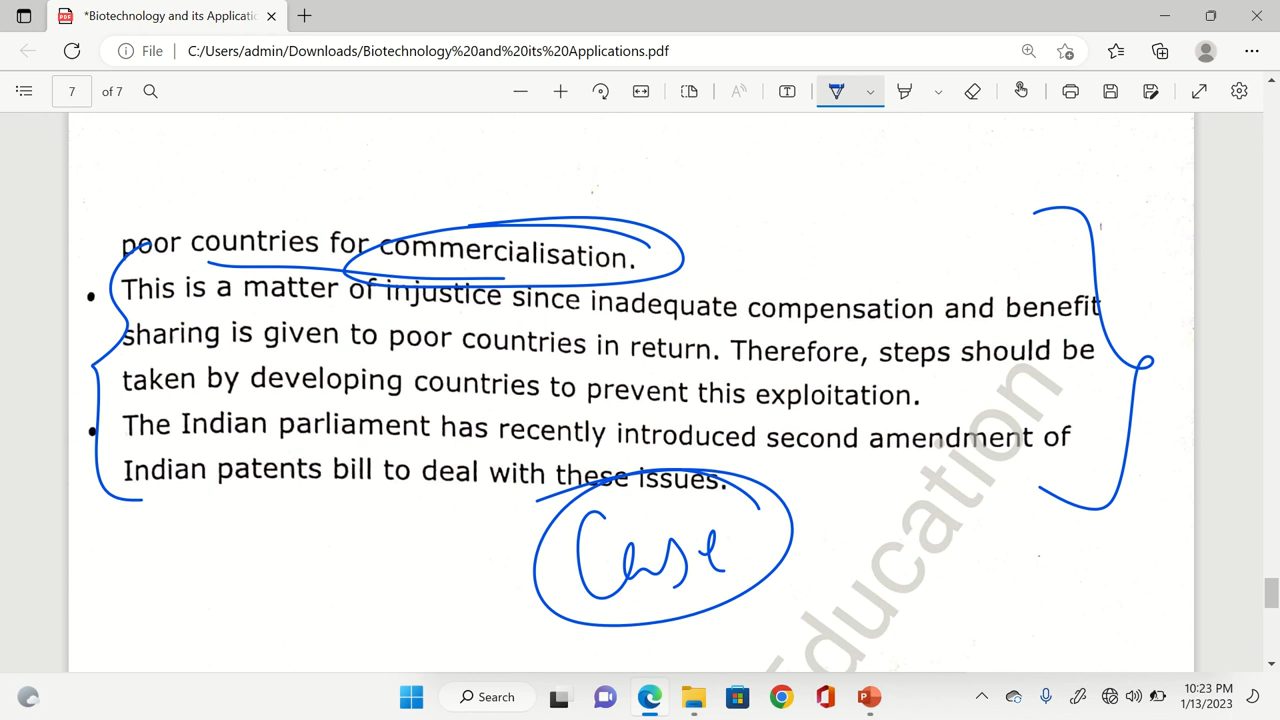 *Biotechnology and its Applicatio
File
C:/Users/admin/Downloads/Biotechnology%20and%20its%20Applications.pdf
7 of 7
poor countries for commercialisation.
• This is a matter of injustice since inadequate compensation and benefit
sharing is given to poor countries in return. Therefore, steps should be
taken by developing countries to prevent this exploitation.
• The Indian parliament has recently introduced second amendment of
Indian patents bill to deal with these issues.
Case
Education
Search
10:23 PM
1/13/2023